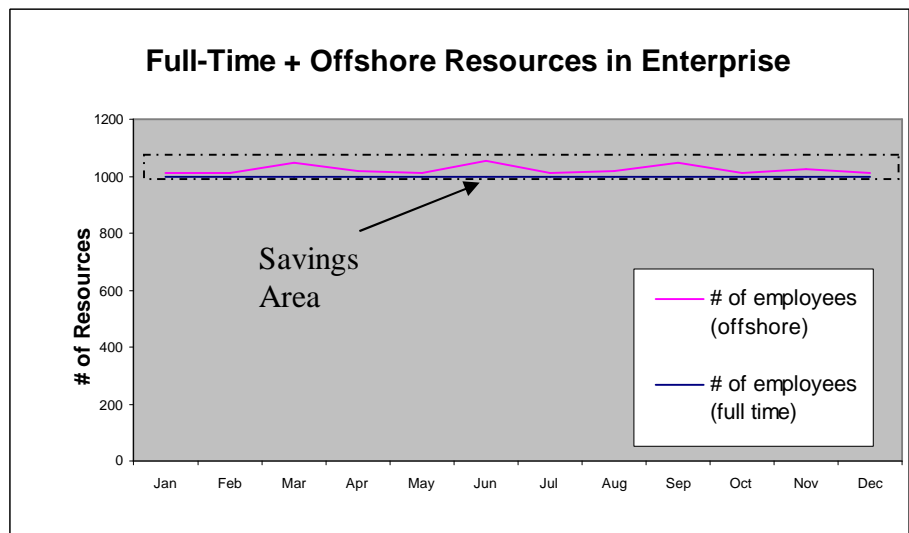 Full-Time + Offshore Resources in Enterprise
# of Resources
1200
1000
800
600
400
200
0
Savings
Area
# of employees
(offshore)
# of employees
(full time)
Jan Feb Mar Apr May Jun Jul Aug Sep Oct Nov Dec